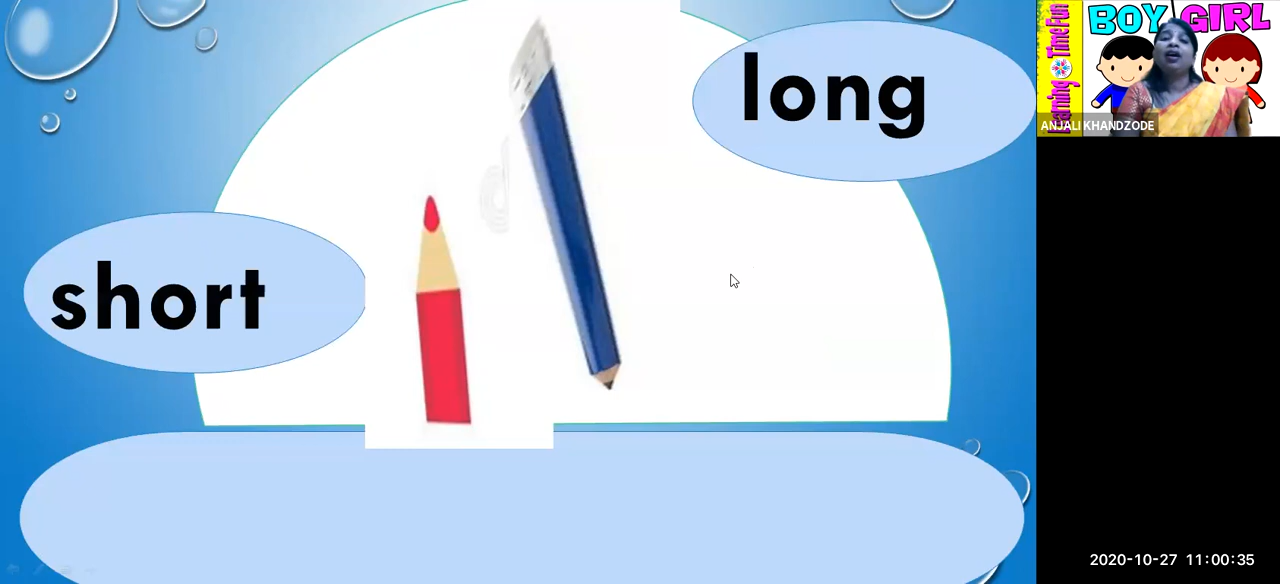 long
short
BOY GIRL
Learning Time Fun
ANJALI KHANDZODE
2020-10-27 11:00:35